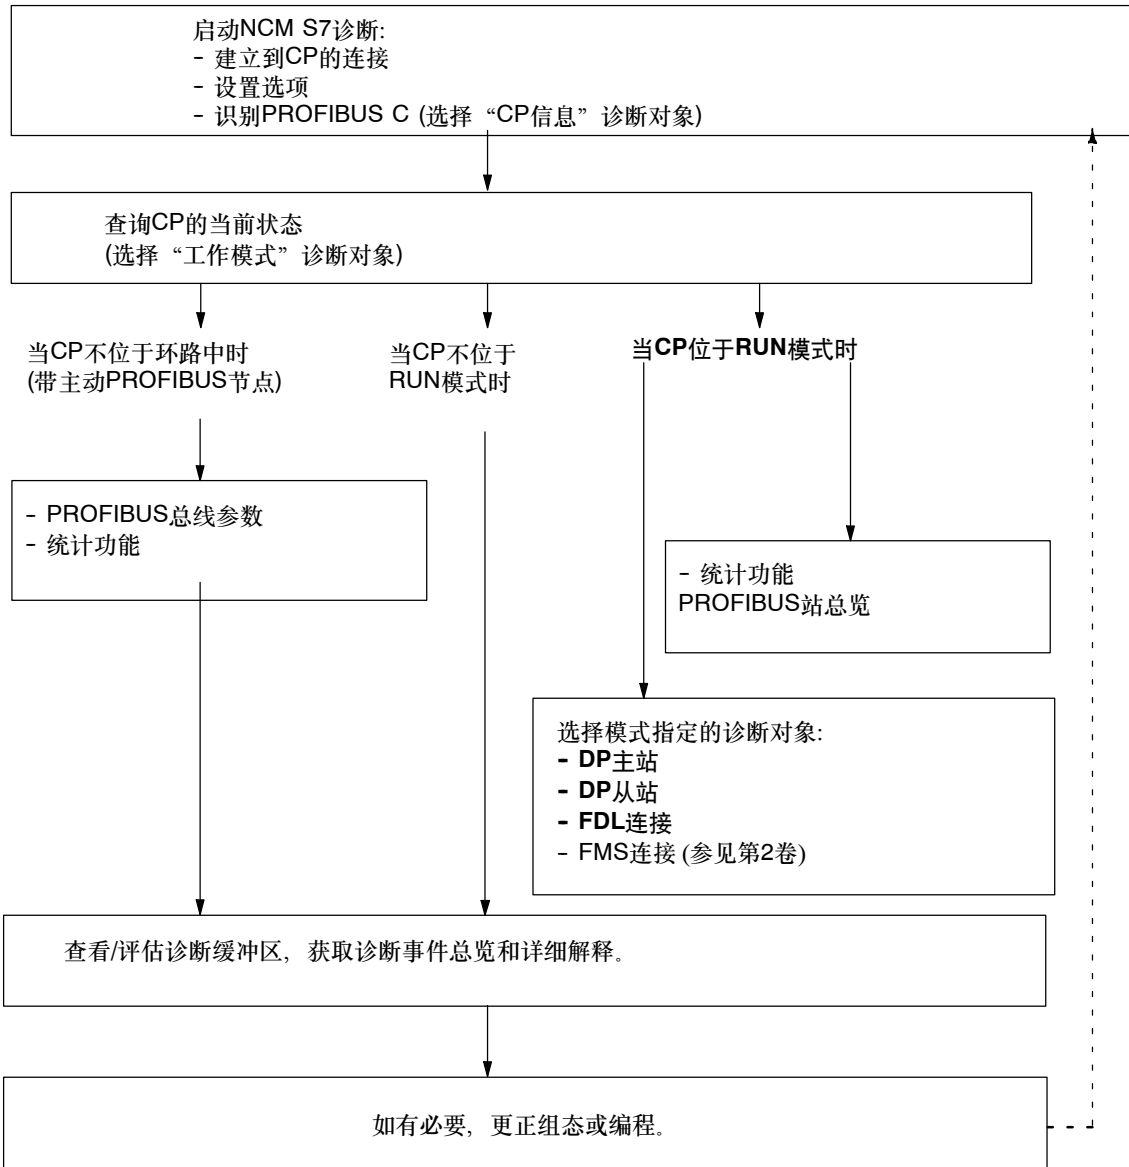 启动NCM S7诊断:
- 建立到CP的连接
- 设置选项
- 识别PROFIBUS C (选择“CP信息”诊断对象)
查询CP的当前状态
(选择“工作模式”诊断对象)
当CP不位于环路中时
(带主动PROFIBUS节点)
当CP不位于
RUN模式时
当CP位于RUN模式时
- PROFIBUS总线参数
- 统计功能
- 统计功能
PROFIBUS站总览
选择模式指定的诊断对象:
- DP主站
- DP从站
- FDL连接
- FMS连接 (参见第2卷)
查看/评估诊断缓冲区，获取诊断事件总览和详细解释。
如有必要，更正组态或编程。